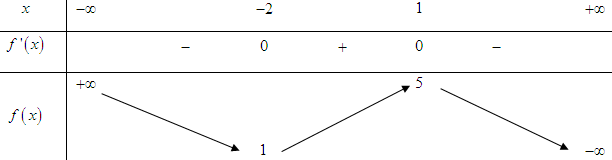 x −∞ −2 1 +∞
f'(x) − 0 + 0 −
+∞ 5
f(x)
1 −∞